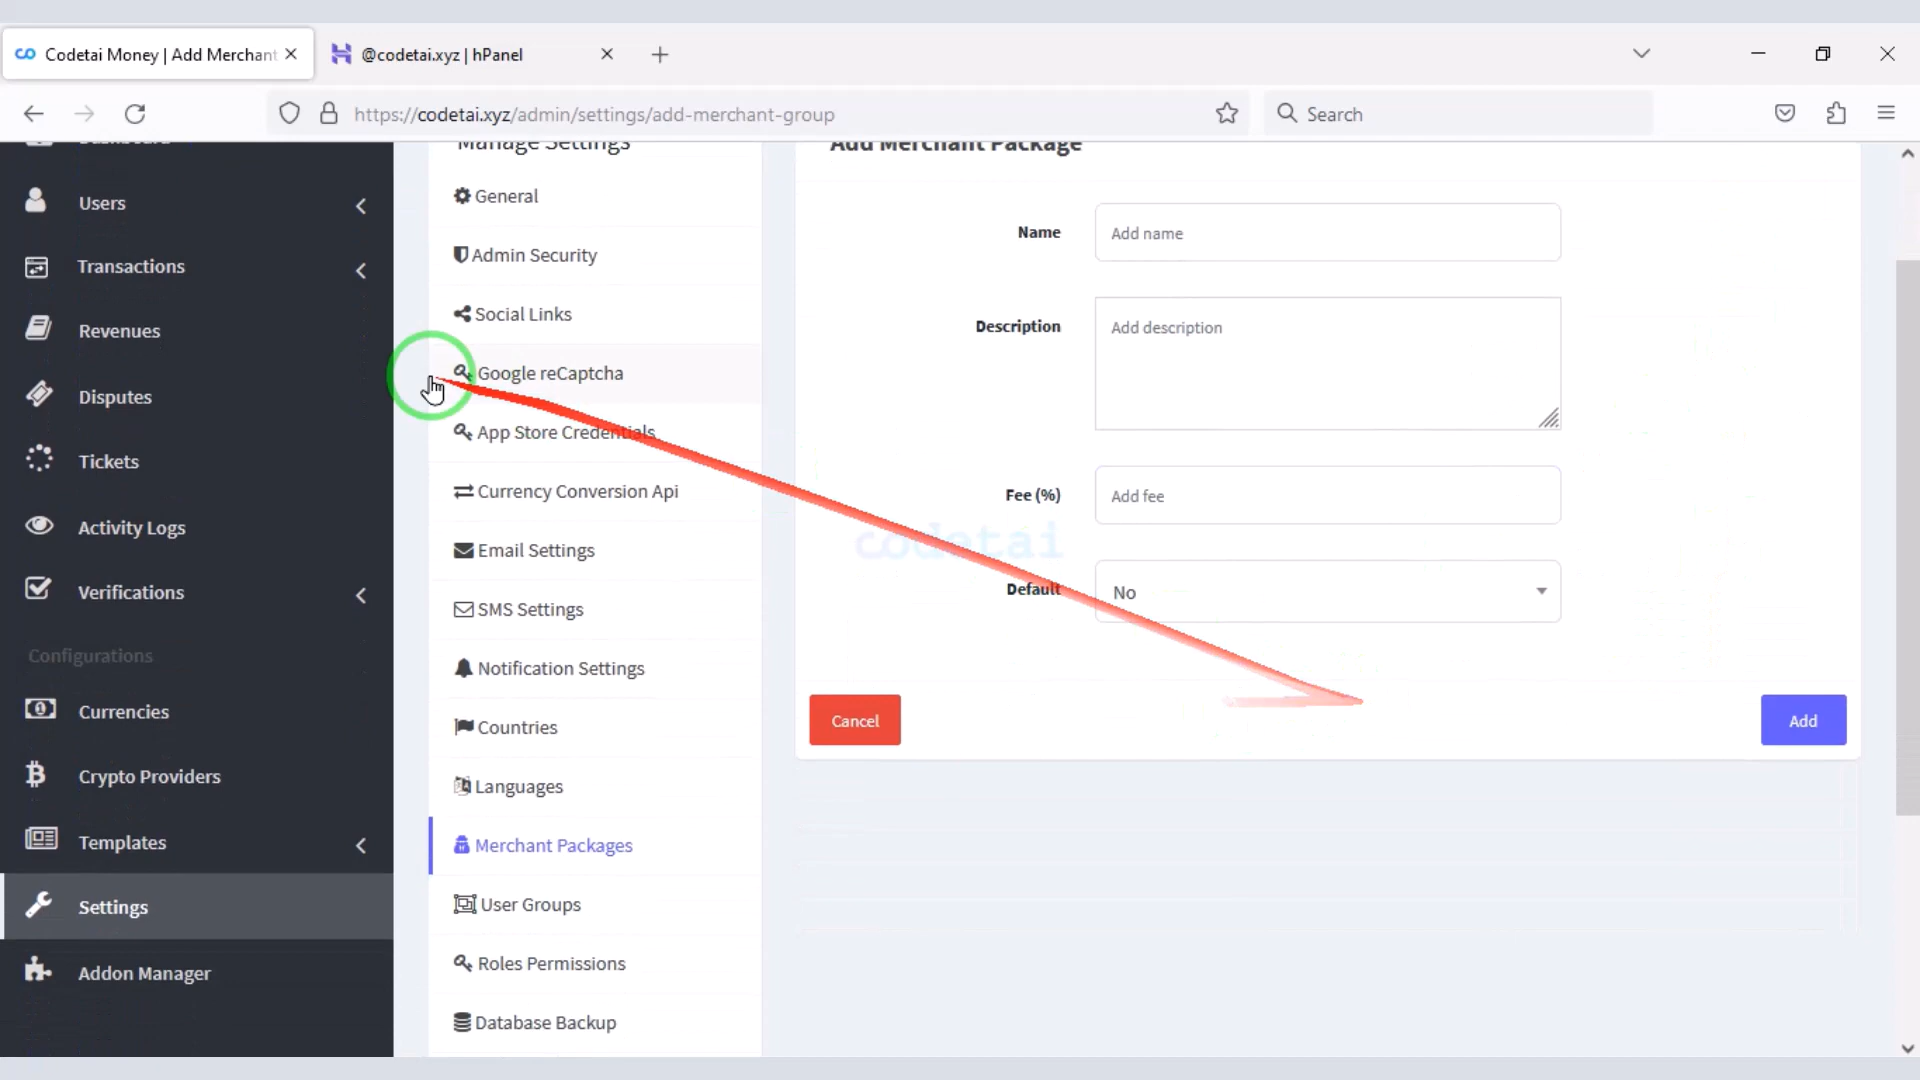 Codetai Money | Add Merchant
@codetai.xyz | hPanel
https://codetai.xyz/admin/settings/add-merchant-group
Search
Dashboard
Users
Transactions
Revenues
Disputes
Tickets
Activity Logs
Verifications
Configurations
Currencies
Crypto Providers
Templates
Settings
Addon Manager
Manage Settings
General
Admin Security
Social Links
Google reCaptcha
App Store Credentials
Currency Conversion Api
Email Settings
SMS Settings
Notification Settings
Countries
Languages
Merchant Packages
User Groups
Roles Permissions
Database Backup
Add Merchant Package
Name
Add name
Description
Add description
Fee (%)
Add fee
codetai
Default
No
Cancel
Add